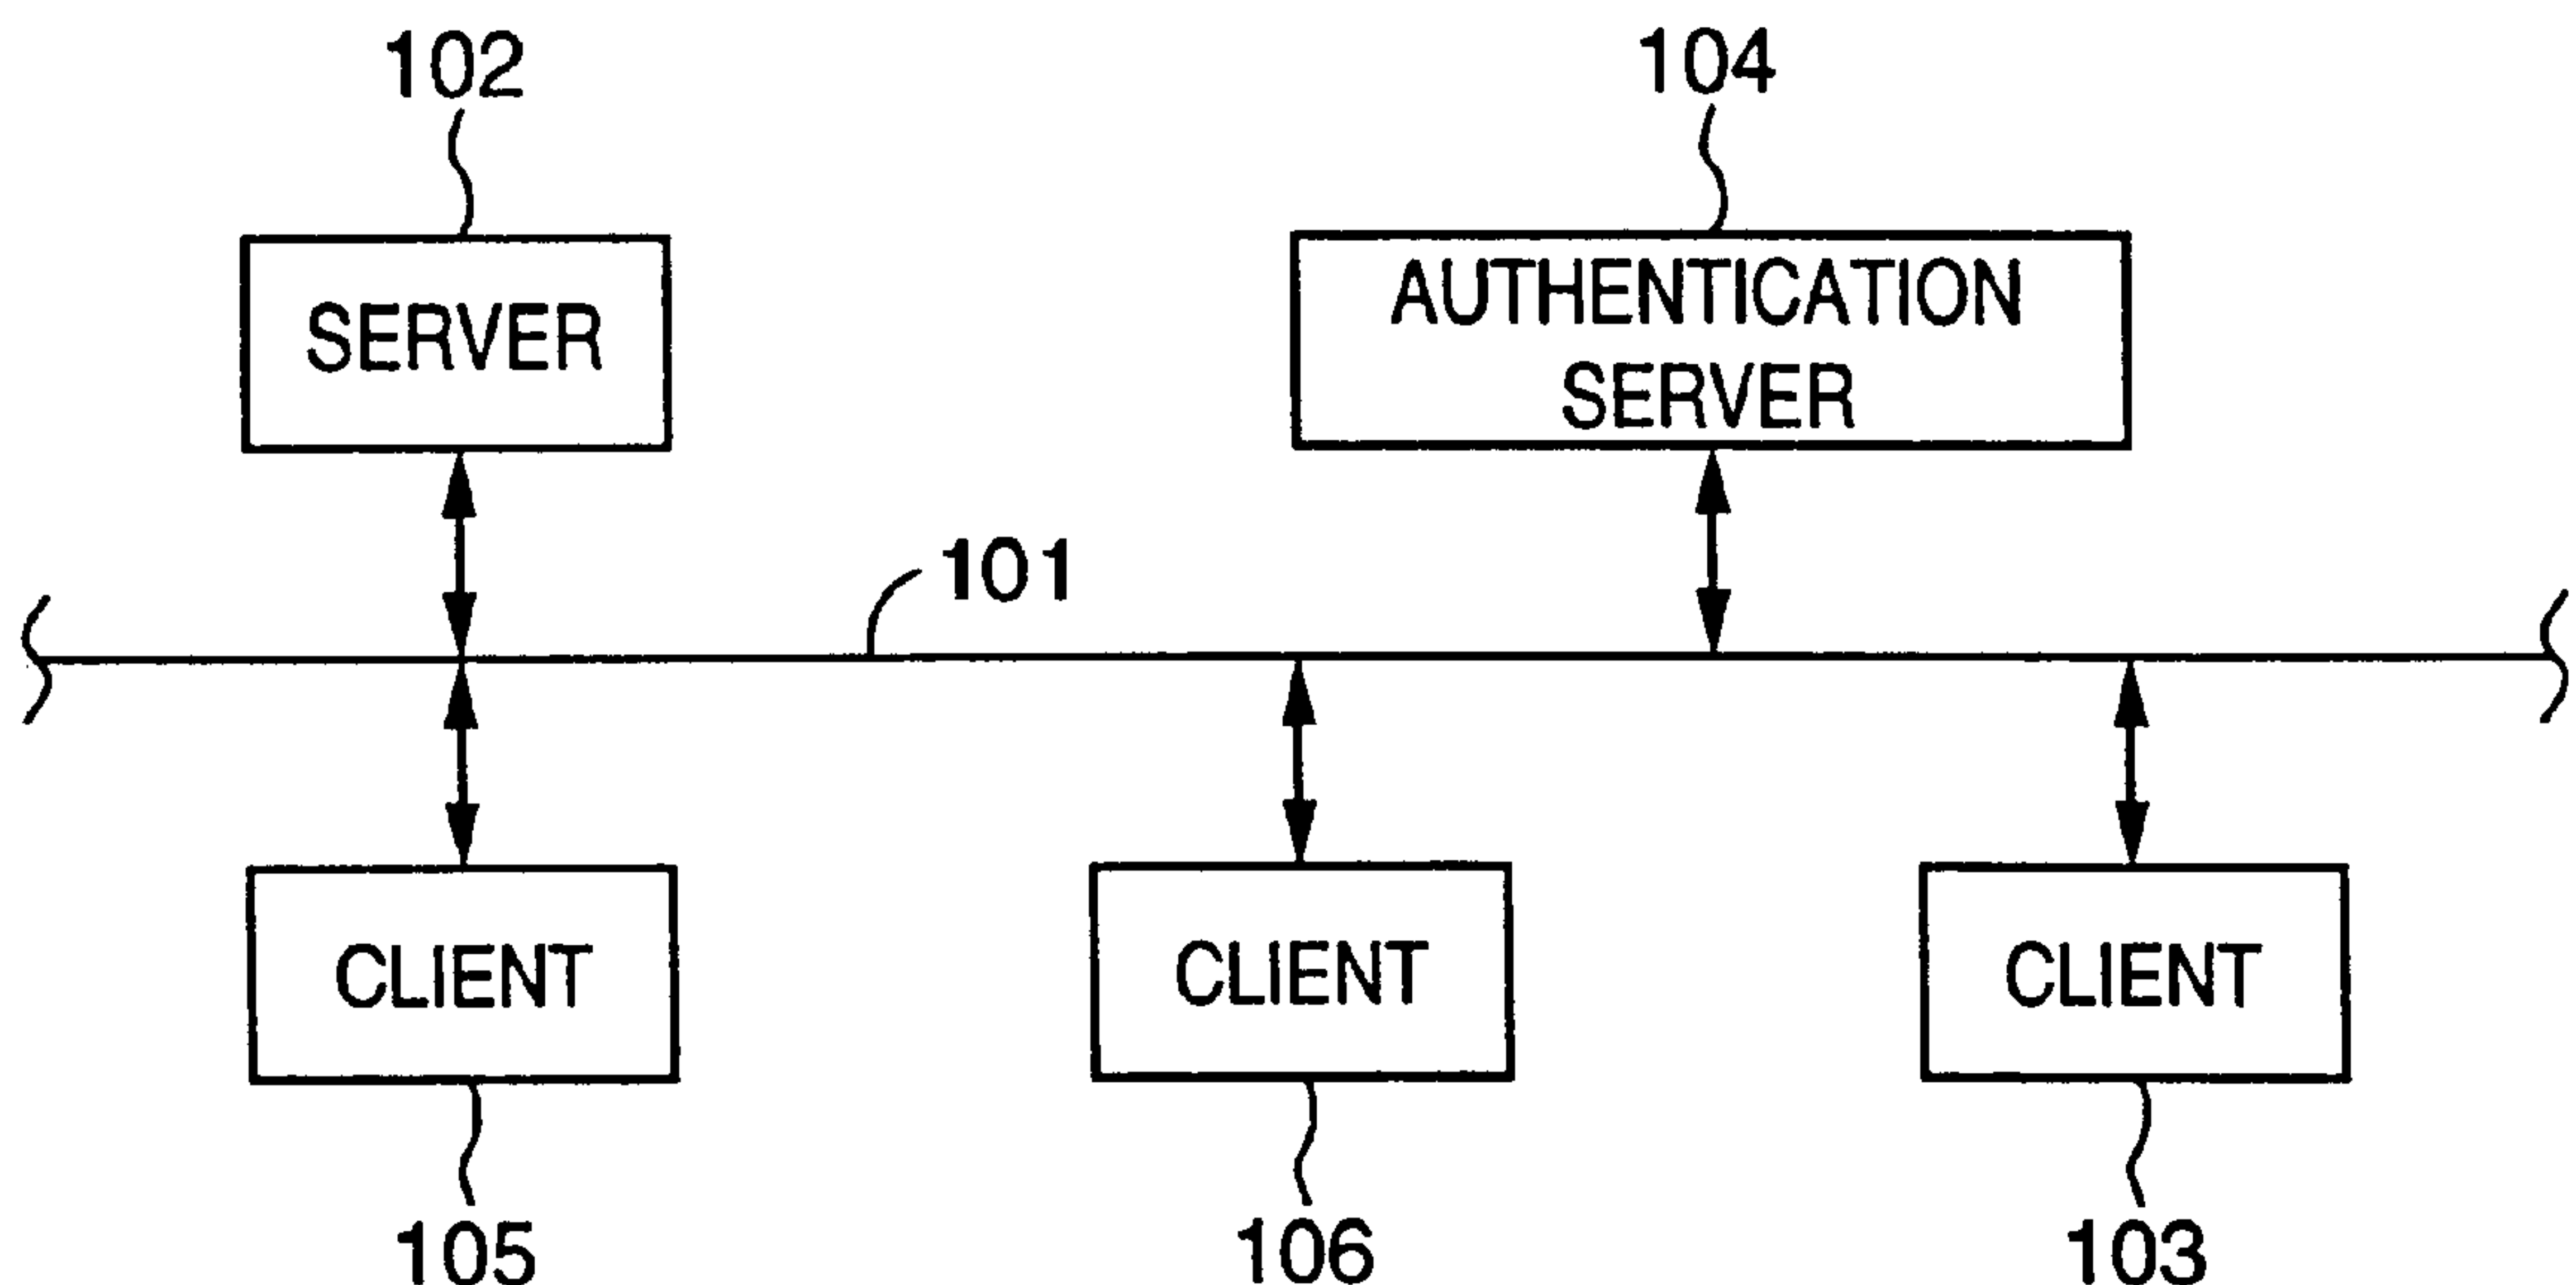 102
104
SERVER
AUTHENTICATION
SERVER
101
CLIENT
CLIENT
CLIENT
105
106
103